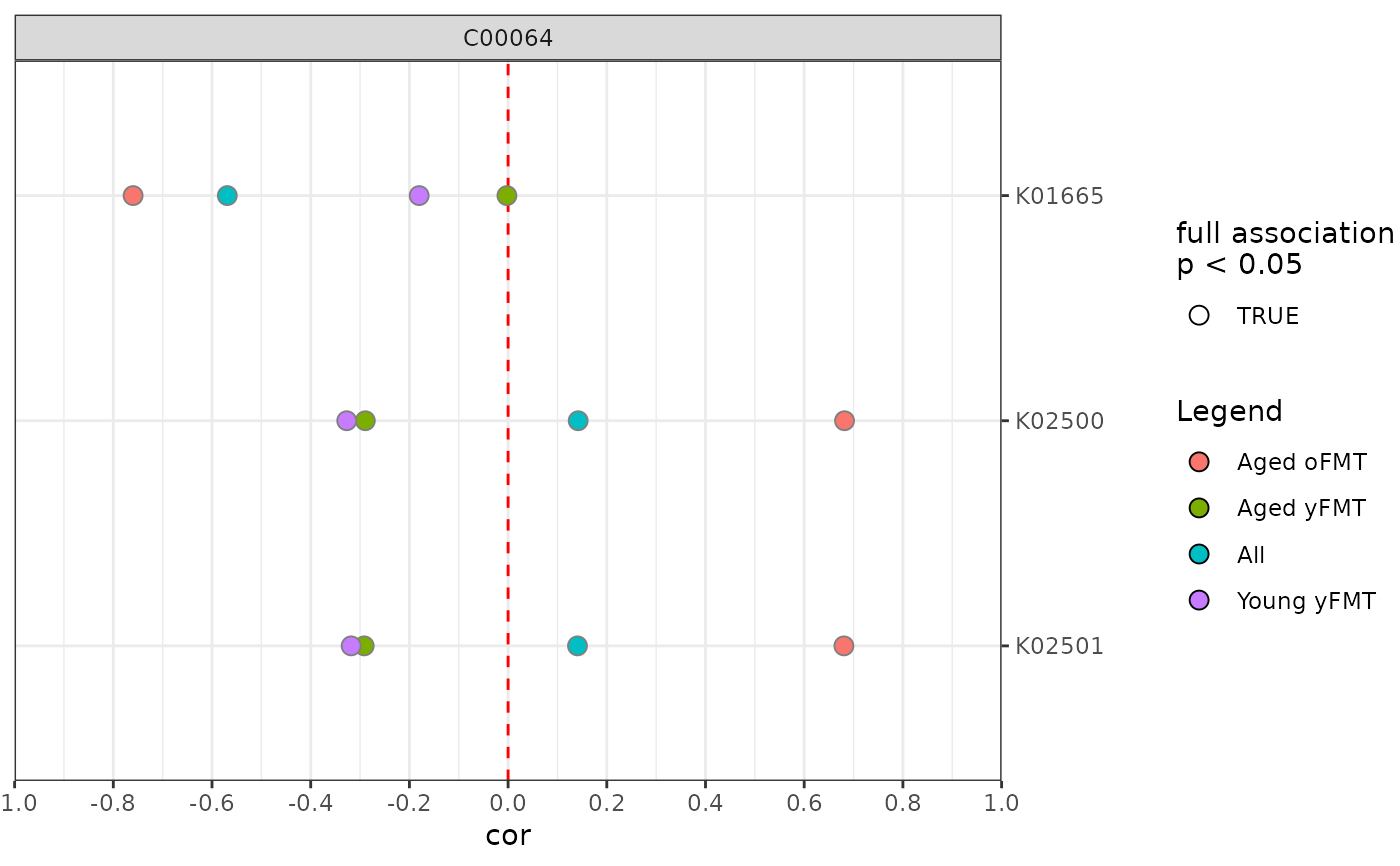 C00064
K01665
K02500
K02501
1.0 -0.8 -0.6 -0.4 -0.2 0.0 0.2 0.4 0.6 0.8 1.0
cor
full association
p < 0.05
TRUE
Legend
Aged oFMT
Aged yFMT
All
Young yFMT